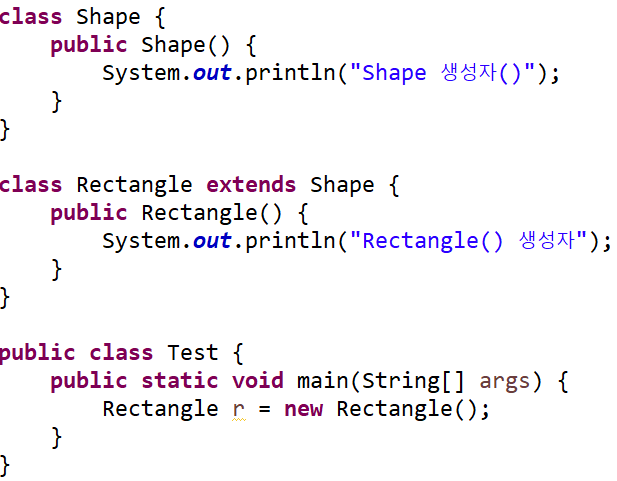 class Shape {
    public Shape() {
        System.out.println("Shape 생성자()");
    }
}

class Rectangle extends Shape {
    public Rectangle() {
        System.out.println("Rectangle() 생성자");
    }
}

public class Test {
    public static void main(String[] args) {
        Rectangle r = new Rectangle();
    }
}